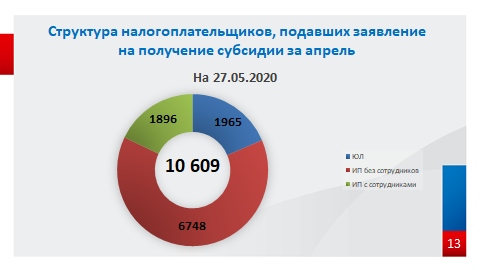 Структура налогоплательщиков, подавших заявление
на получение субсидии за апрель
На 27.05.2020
1896
1965
10 609
6748
ЮЛ
ИП без сотрудников
ИП с сотрудниками
13